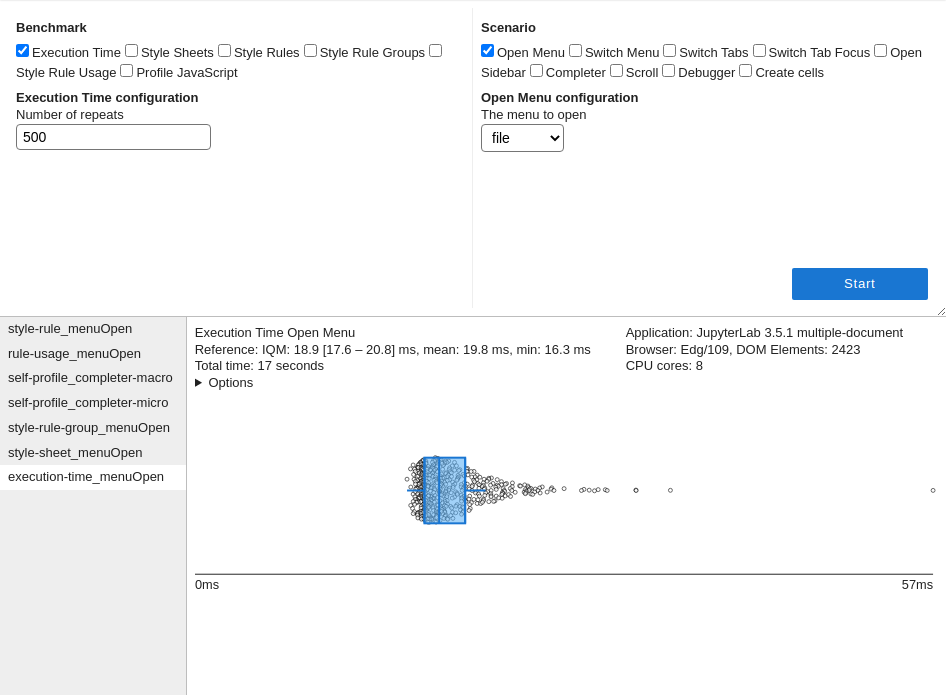 Benchmark
Execution Time Style Sheets Style Rules Style Rule Groups
Style Rule Usage Profile JavaScript
Execution Time configuration
Number of repeats
500
Scenario
Open Menu Switch Menu Switch Tabs Switch Tab Focus Open
Sidebar Completer Scroll Debugger Create cells
Open Menu configuration
The menu to open
file
Start
style-rule_menuOpen
rule-usage_menuOpen
self-profile_completer-macro
self-profile_completer-micro
style-rule-group_menuOpen
style-sheet_menuOpen
execution-time_menuOpen
Execution Time Open Menu
Reference: IQM: 18.9 [17.6 – 20.8] ms, mean: 19.8 ms, min: 16.3 ms
Total time: 17 seconds
Options
Application: JupyterLab 3.5.1 multiple-document
Browser: Edg/109, DOM Elements: 2423
CPU cores: 8
0ms
57ms